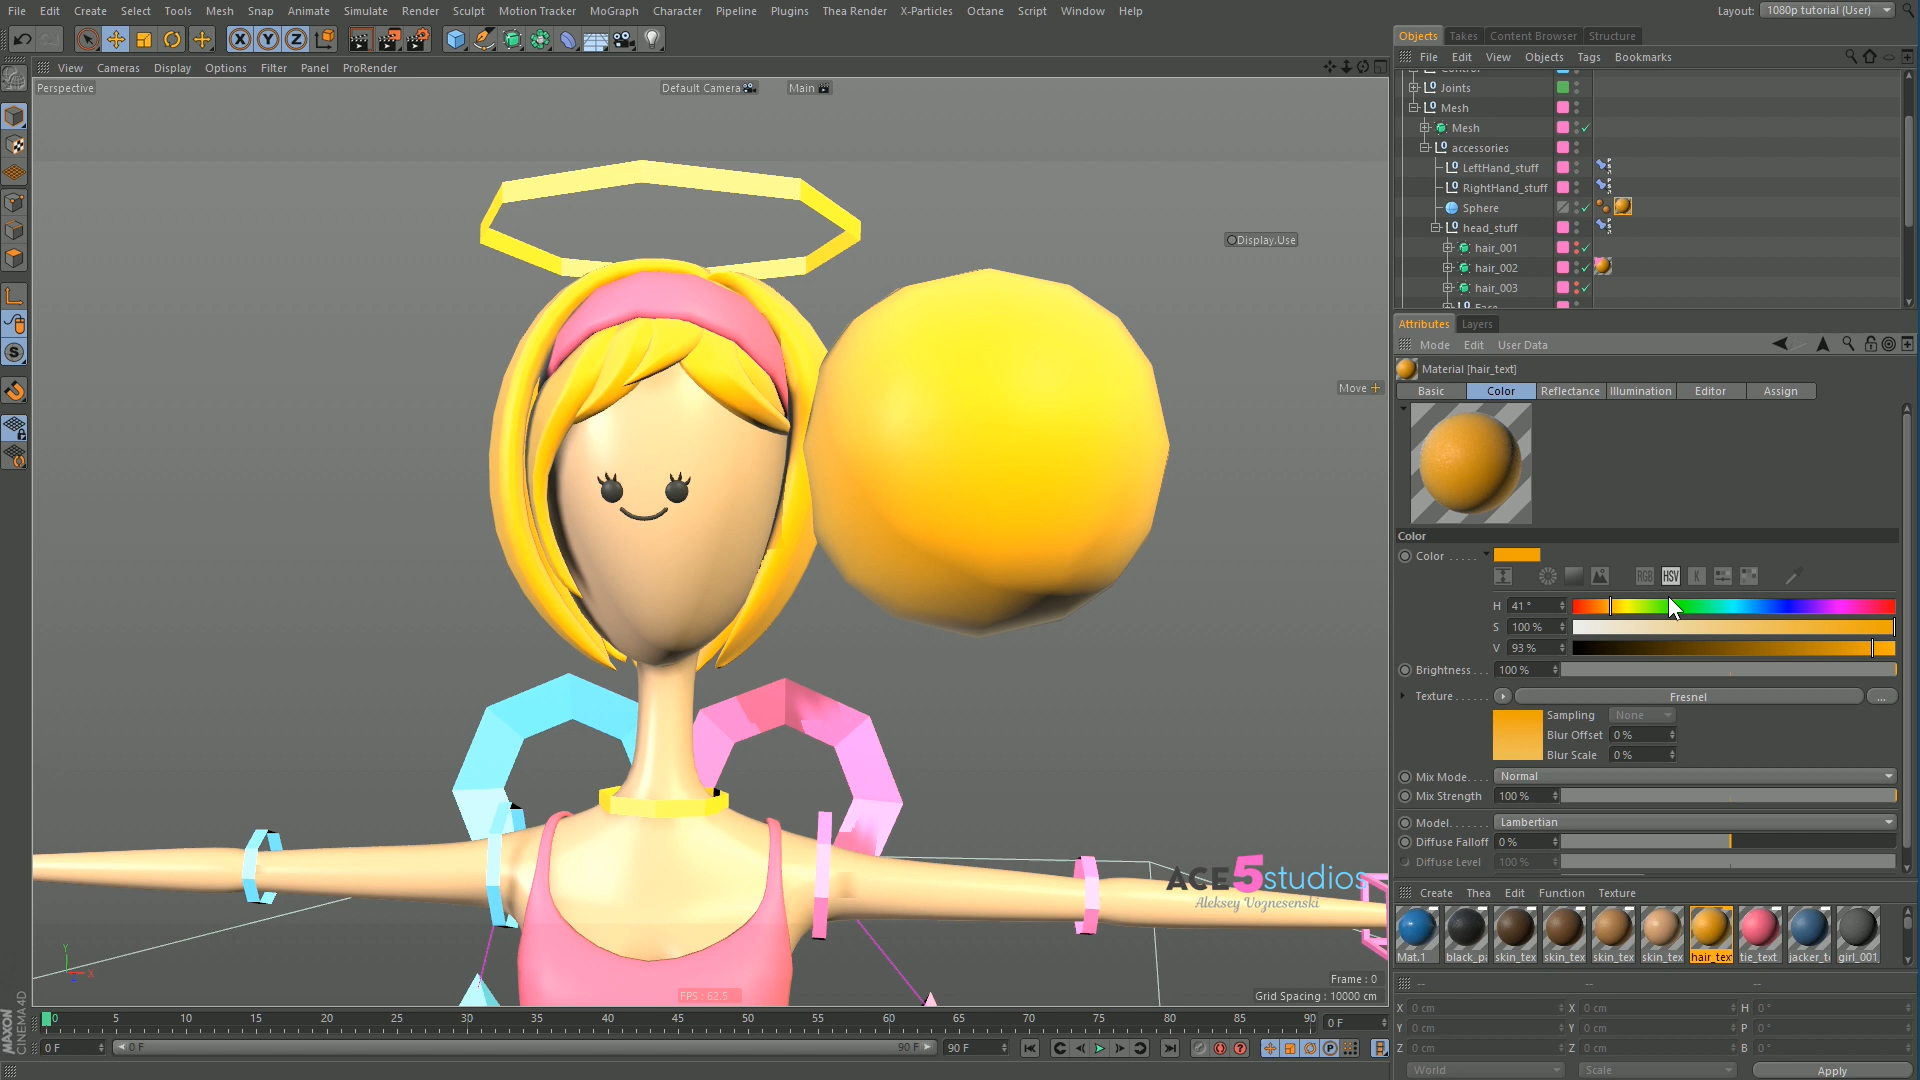 File Edit Create Select Tools Mesh Snap Animate Simulate Render Sculpt Motion Tracker MoGraph Character Pipeline Plugins Thea Render X-Particles Octane Script Window Help
Layout: 1080p tutorial (User)
View Cameras Display Options Filter Panel ProRender
Perspective
Default Camera
Main
Display.Use
Move
ACE5studios
Aleksey Voznesenski
Frame : 0
FPS : 62.5
Grid Spacing : 10000 cm
Y
X
0 5 10 15 20 25 30 35 40 45 50 55 60 65 70 75 80 85 90
0 F
0 F
0 F
90 F
90 F
MAXON CINEMA 4D
Objects Takes Content Browser Structure
File Edit View Objects Tags Bookmarks
Joints
Mesh
Mesh
accessories
LeftHand_stuff
RightHand_stuff
Sphere
head_stuff
hair_001
hair_002
hair_003
Attributes Layers
Mode Edit User Data
Material [hair_text]
Basic Color Reflectance Illumination Editor Assign
Color
Color . . . . .
RGB HSV K
H 41 °
S 100 %
V 93 %
Brightness . . . 100 %
Texture . . . . . . Fresnel ...
Sampling None
Blur Offset 0 %
Blur Scale 0 %
Mix Mode. . . . Normal
Mix Strength 100 %
Model. . . . . . . Lambertian
Diffuse Falloff 0 %
Diffuse Level 100 %
Create Thea Edit Function Texture
Mat.1 black_p skin_tex skin_tex skin_tex skin_tex hair_tex tie_text jacker_t girl_001
-- -- --
X 0 cm X 0 cm H 0 °
Y 0 cm Y 0 cm P 0 °
Z 0 cm Z 0 cm B 0 °
World Scale Apply